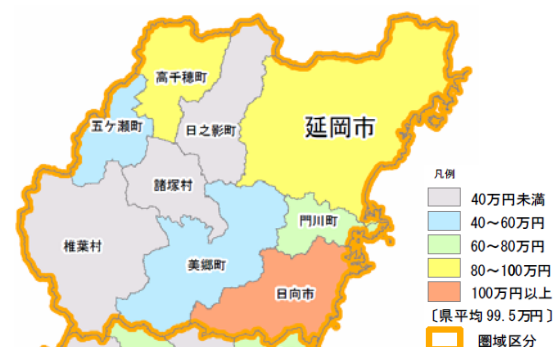 高千穂町
延岡市
五ケ瀬町
日之影町
諸塚村
門川町
椎葉村
美郷町
日向市
凡例
40万円未満
40～60万円
60～80万円
80～100万円
100万円以上
〔県平均99.5万円〕
圏域区分